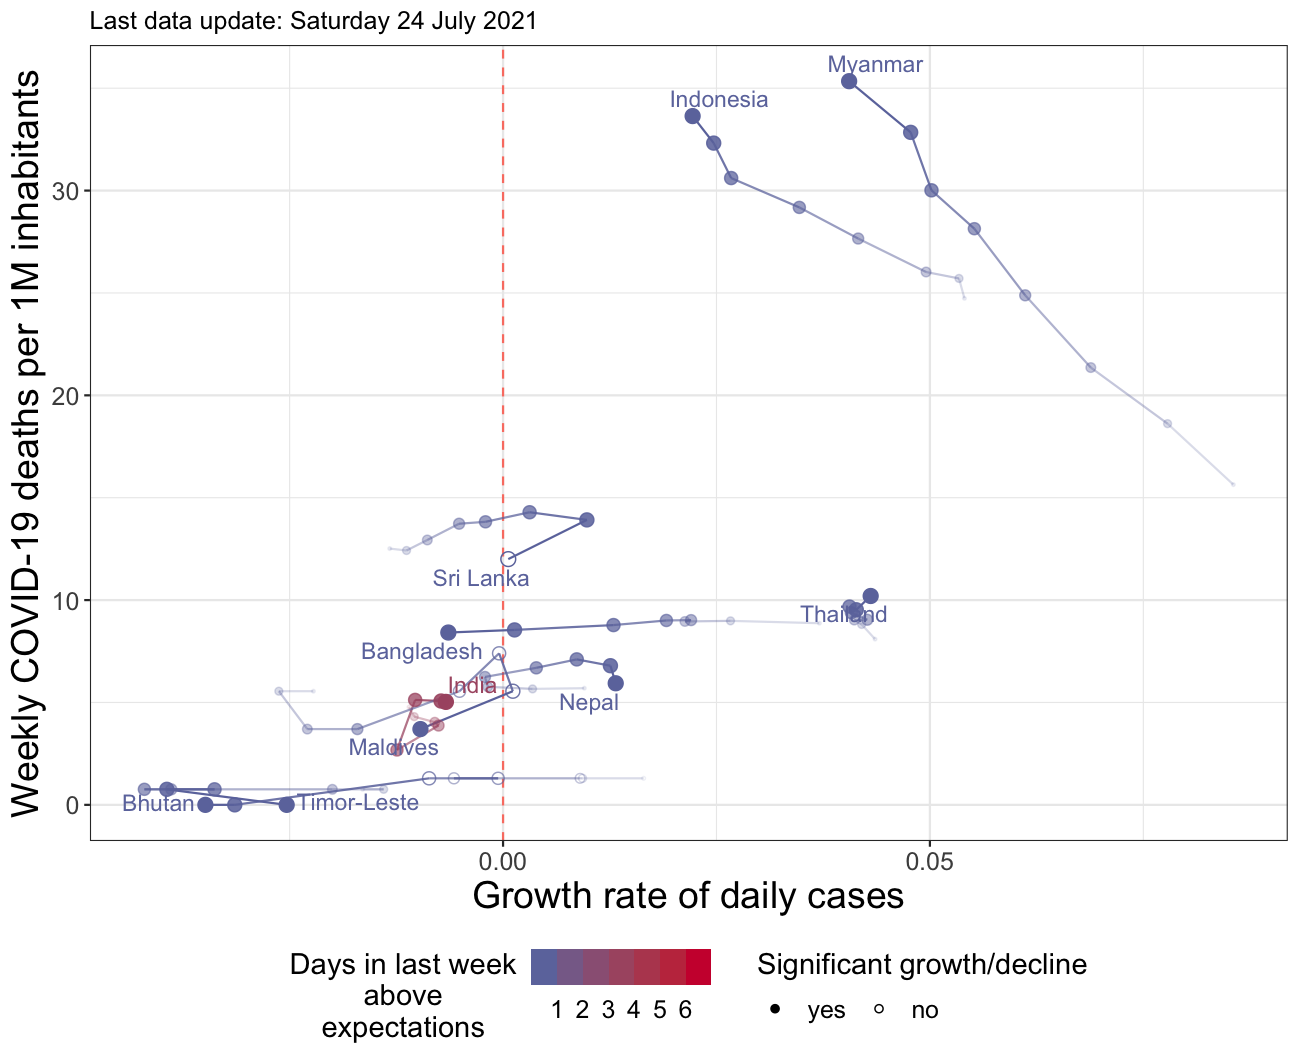 Last data update: Saturday 24 July 2021
Weekly COVID-19 deaths per 1M inhabitants
30
20
10
0
Myanmar
Indonesia
Sri Lanka
Thailand
Bangladesh
India
Nepal
Maldives
Bhutan
Timor-Leste
0.00
0.05
Growth rate of daily cases
Days in last week
above
expectations
1 2 3 4 5 6
Significant growth/decline
yes no